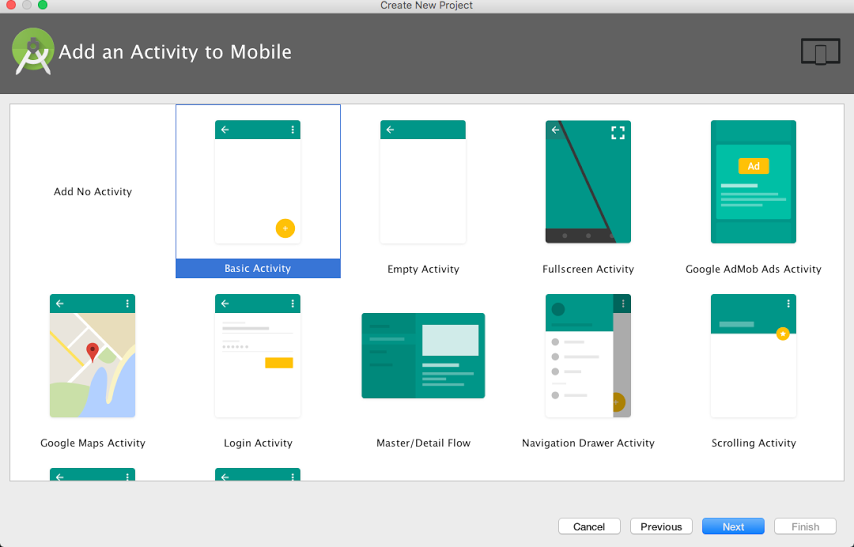 Create New Project
Add an Activity to Mobile
Add No Activity
Basic Activity
Empty Activity
Fullscreen Activity
Ad
Google AdMob Ads Activity
Google Maps Activity
Login Activity
Master/Detail Flow
Navigation Drawer Activity
Scrolling Activity
Cancel
Previous
Next
Finish